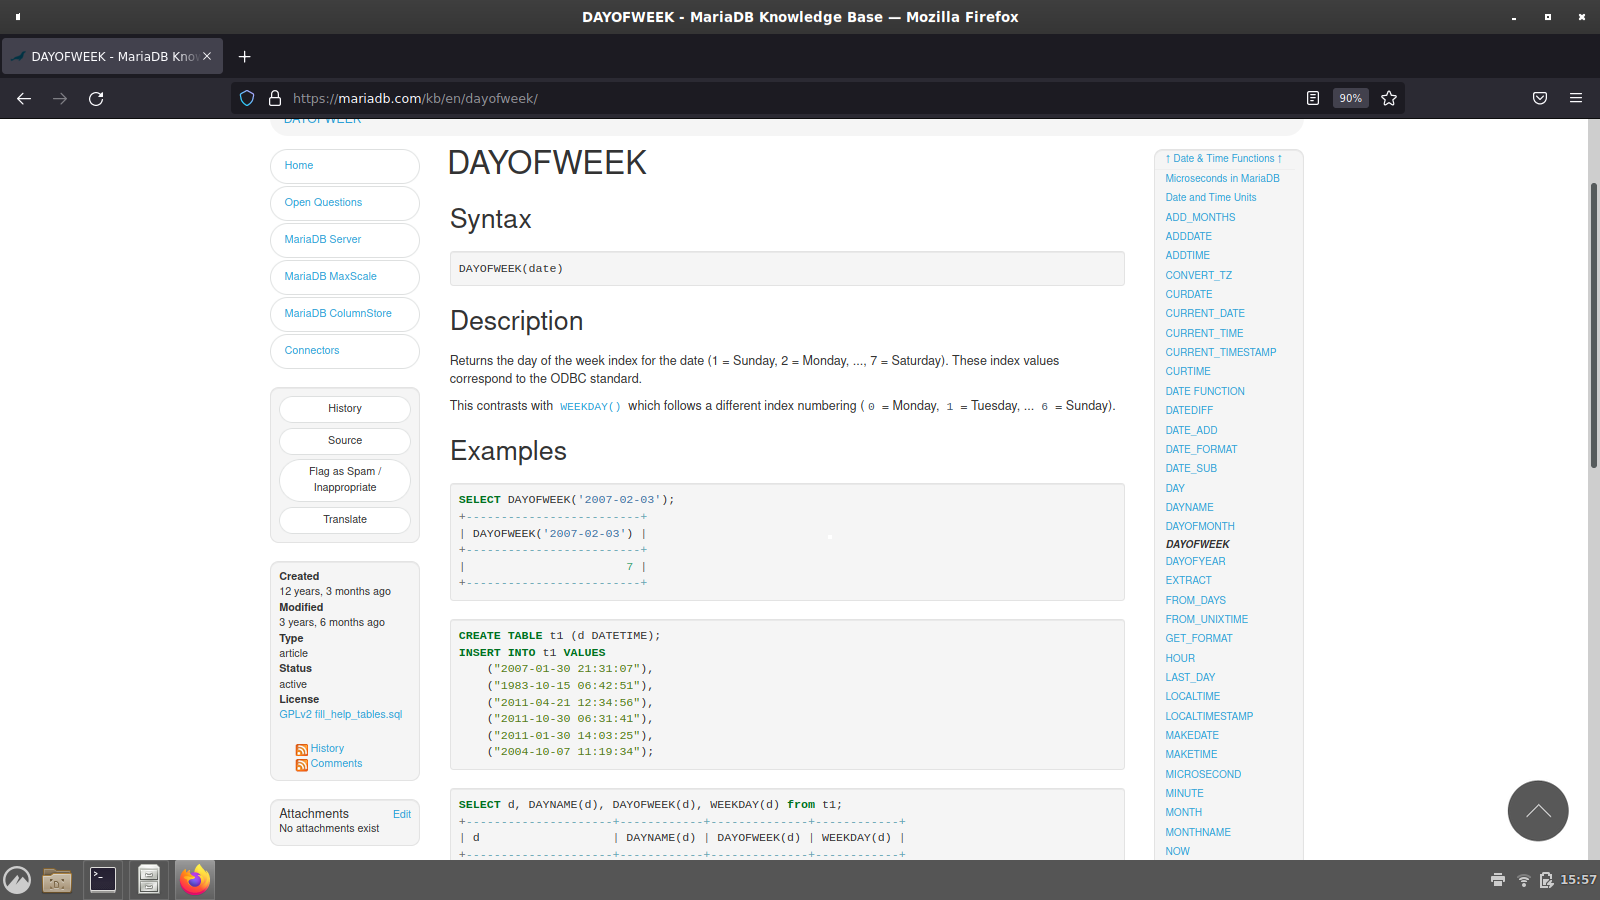 DAYOFWEEK - MariaDB Knowledge Base — Mozilla Firefox
DAYOFWEEK - MariaDB Kno
https://mariadb.com/kb/en/dayofweek/
90%
DAYOFWEEK
Home
Open Questions
MariaDB Server
MariaDB MaxScale
MariaDB ColumnStore
Connectors
History
Source
Flag as Spam /
Inappropriate
Translate
Created
12 years, 3 months ago
Modified
3 years, 6 months ago
Type
article
Status
active
License
GPLv2 fill_help_tables.sql
History
Comments
Attachments Edit
No attachments exist
DAYOFWEEK
Syntax
DAYOFWEEK(date)
Description
Returns the day of the week index for the date (1 = Sunday, 2 = Monday, ..., 7 = Saturday). These index values
correspond to the ODBC standard.
This contrasts with WEEKDAY() which follows a different index numbering ( 0 = Monday, 1 = Tuesday, ... 6 = Sunday).
Examples
SELECT DAYOFWEEK('2007-02-03');
+-------------------------+
| DAYOFWEEK('2007-02-03') |
+-------------------------+
|                       7 |
+-------------------------+
CREATE TABLE t1 (d DATETIME);
INSERT INTO t1 VALUES
("2007-01-30 21:31:07"),
("1983-10-15 06:42:51"),
("2011-04-21 12:34:56"),
("2011-10-30 06:31:41"),
("2011-01-30 14:03:25"),
("2004-10-07 11:19:34");
SELECT d, DAYNAME(d), DAYOFWEEK(d), WEEKDAY(d) from t1;
+---------------------+------------+--------------+------------+
| d                   | DAYNAME(d) | DAYOFWEEK(d) | WEEKDAY(d) |
+---------------------+------------+--------------+------------+
↑ Date & Time Functions ↑
Microseconds in MariaDB
Date and Time Units
ADD_MONTHS
ADDDATE
ADDTIME
CONVERT_TZ
CURDATE
CURRENT_DATE
CURRENT_TIME
CURRENT_TIMESTAMP
CURTIME
DATE FUNCTION
DATEDIFF
DATE_ADD
DATE_FORMAT
DATE_SUB
DAY
DAYNAME
DAYOFMONTH
DAYOFWEEK
DAYOFYEAR
EXTRACT
FROM_DAYS
FROM_UNIXTIME
GET_FORMAT
HOUR
LAST_DAY
LOCALTIME
LOCALTIMESTAMP
MAKEDATE
MAKETIME
MICROSECOND
MINUTE
MONTH
MONTHNAME
NOW
15:57